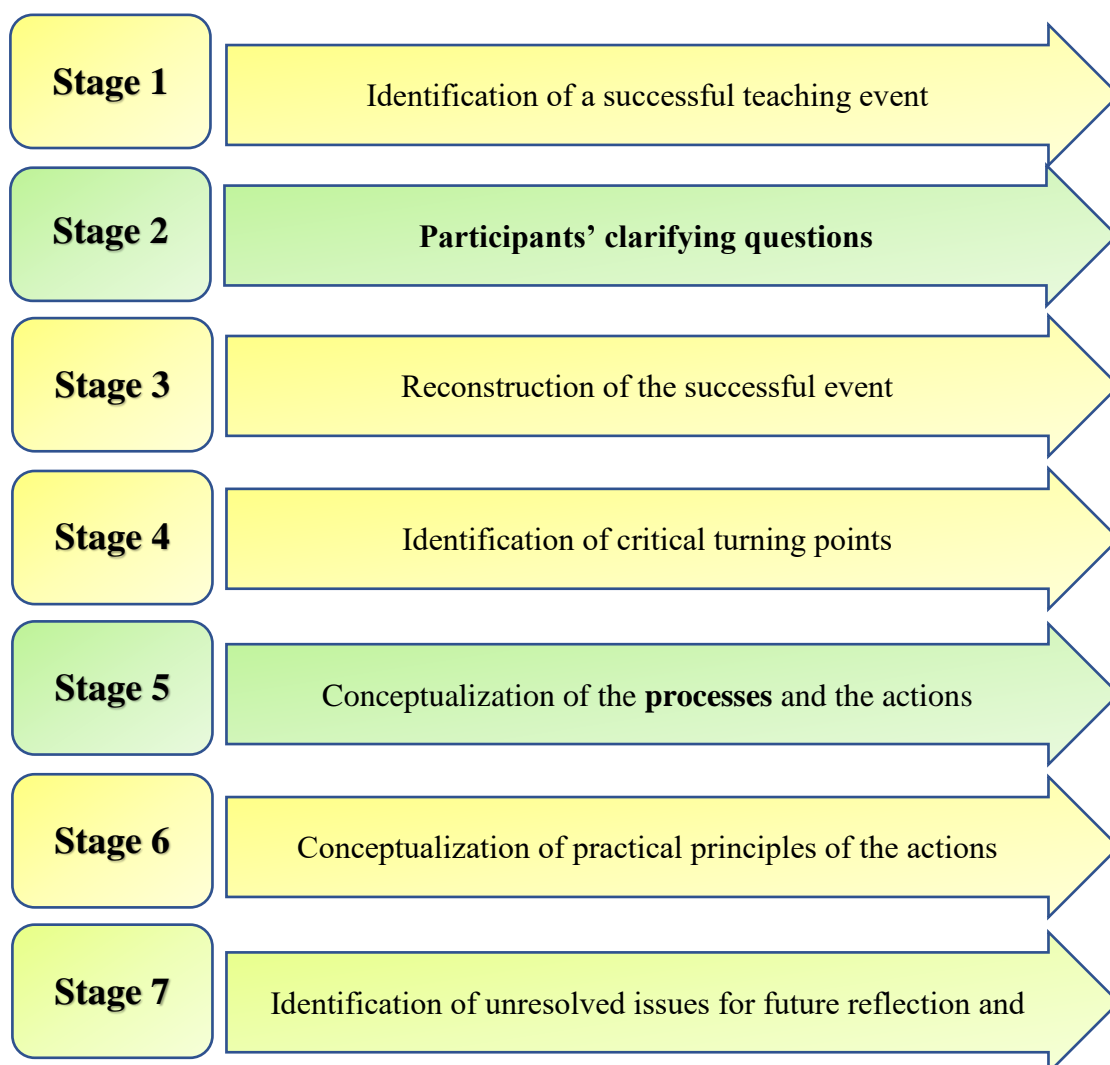 Stage 1
Identification of a successful teaching event
Stage 2
Participants’ clarifying questions
Stage 3
Reconstruction of the successful event
Stage 4
Identification of critical turning points
Stage 5
Conceptualization of the processes and the actions
Stage 6
Conceptualization of practical principles of the actions
Stage 7
Identification of unresolved issues for future reflection and